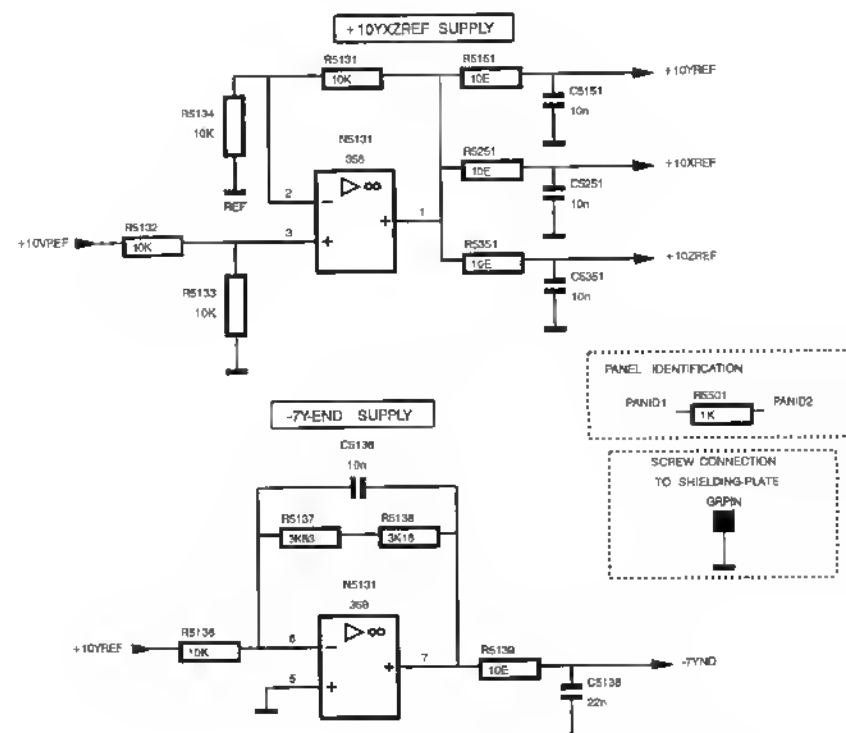 +10YXZREF SUPPLY
R5131
10K
R5151
10E
+10YREF
C5151
10n
R5134
10K
REF
N5131
358
2
3
1
R5251
10E
+10XREF
C5251
10n
+10VREF
R5132
10K
R5133
10K
R5351
10E
+10ZREF
C5351
10n
PANEL IDENTIFICATION
PANID1
R5501
1K
PANID2
-7Y-END SUPPLY
C5136
10n
SCREW CONNECTION
TO SHIELDING-PLATE
GRPIN
R5137
3K83
R5138
3K16
N5131
358
+10YREF
R5136
10K
6
5
7
R5139
10E
-7YND
C5138
22n